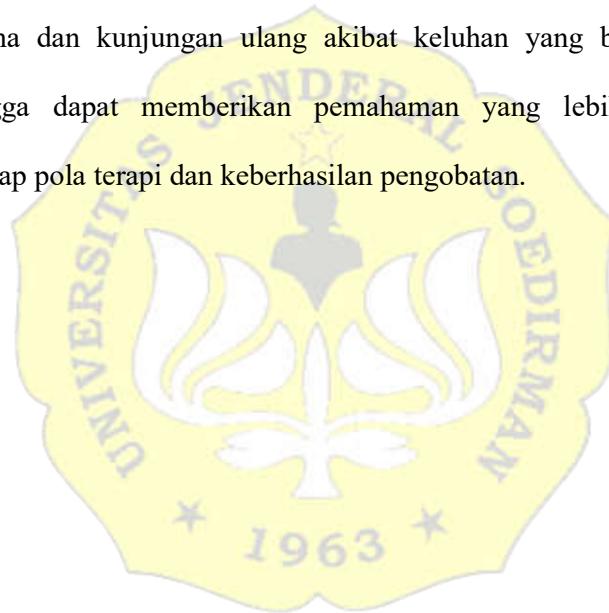 na dan kunjungan ulang akibat keluhan yang b
gga dapat memberikan pemahaman yang lebi
ap pola terapi dan keberhasilan pengobatan.
UNIVERSITAS JENDERAL SOEDIRMAN
1963